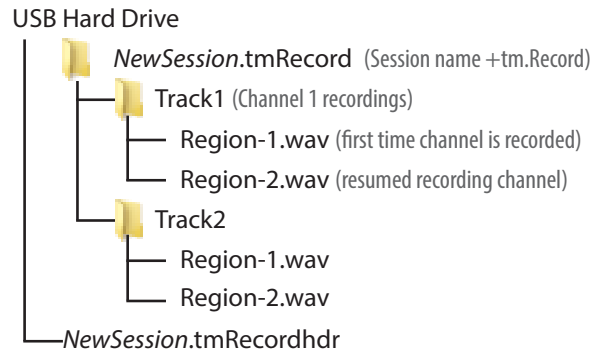 USB Hard Drive
NewSession.tmRecord (Session name +tm.Record)
Track1 (Channel 1 recordings)
Region-1.wav (first time channel is recorded)
Region-2.wav (resumed recording channel)
Track2
Region-1.wav
Region-2.wav
NewSession.tmRecordhdr